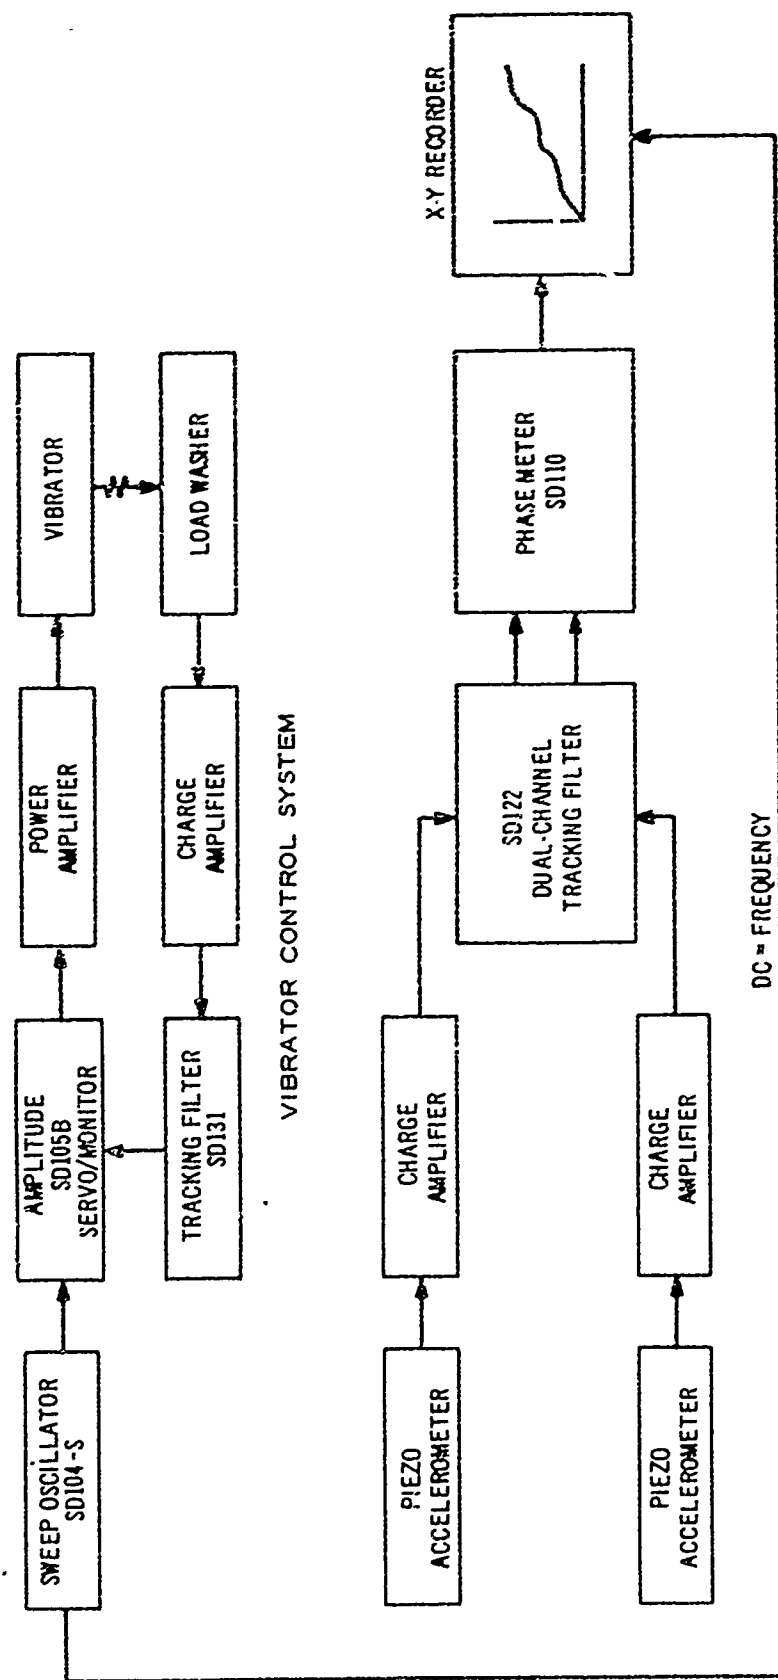 SWEEP OSCILLATOR
SD104-S
AMPLITUDE
SD105B
SERVO/MONITOR
POWER
AMPLIFIER
VIBRATOR
TRACKING FILTER
SD131
CHARGE
AMPLIFIER
LOAD WASHER
VIBRATOR CONTROL SYSTEM
PIEZO
ACCELEROMETER
CHARGE
AMPLIFIER
SD122
DUAL-CHANNEL
TRACKING FILTER
PHASE METER
SD110
X-Y RECORDER
PIEZO
ACCELEROMETER
CHARGE
AMPLIFIER
DC = FREQUENCY